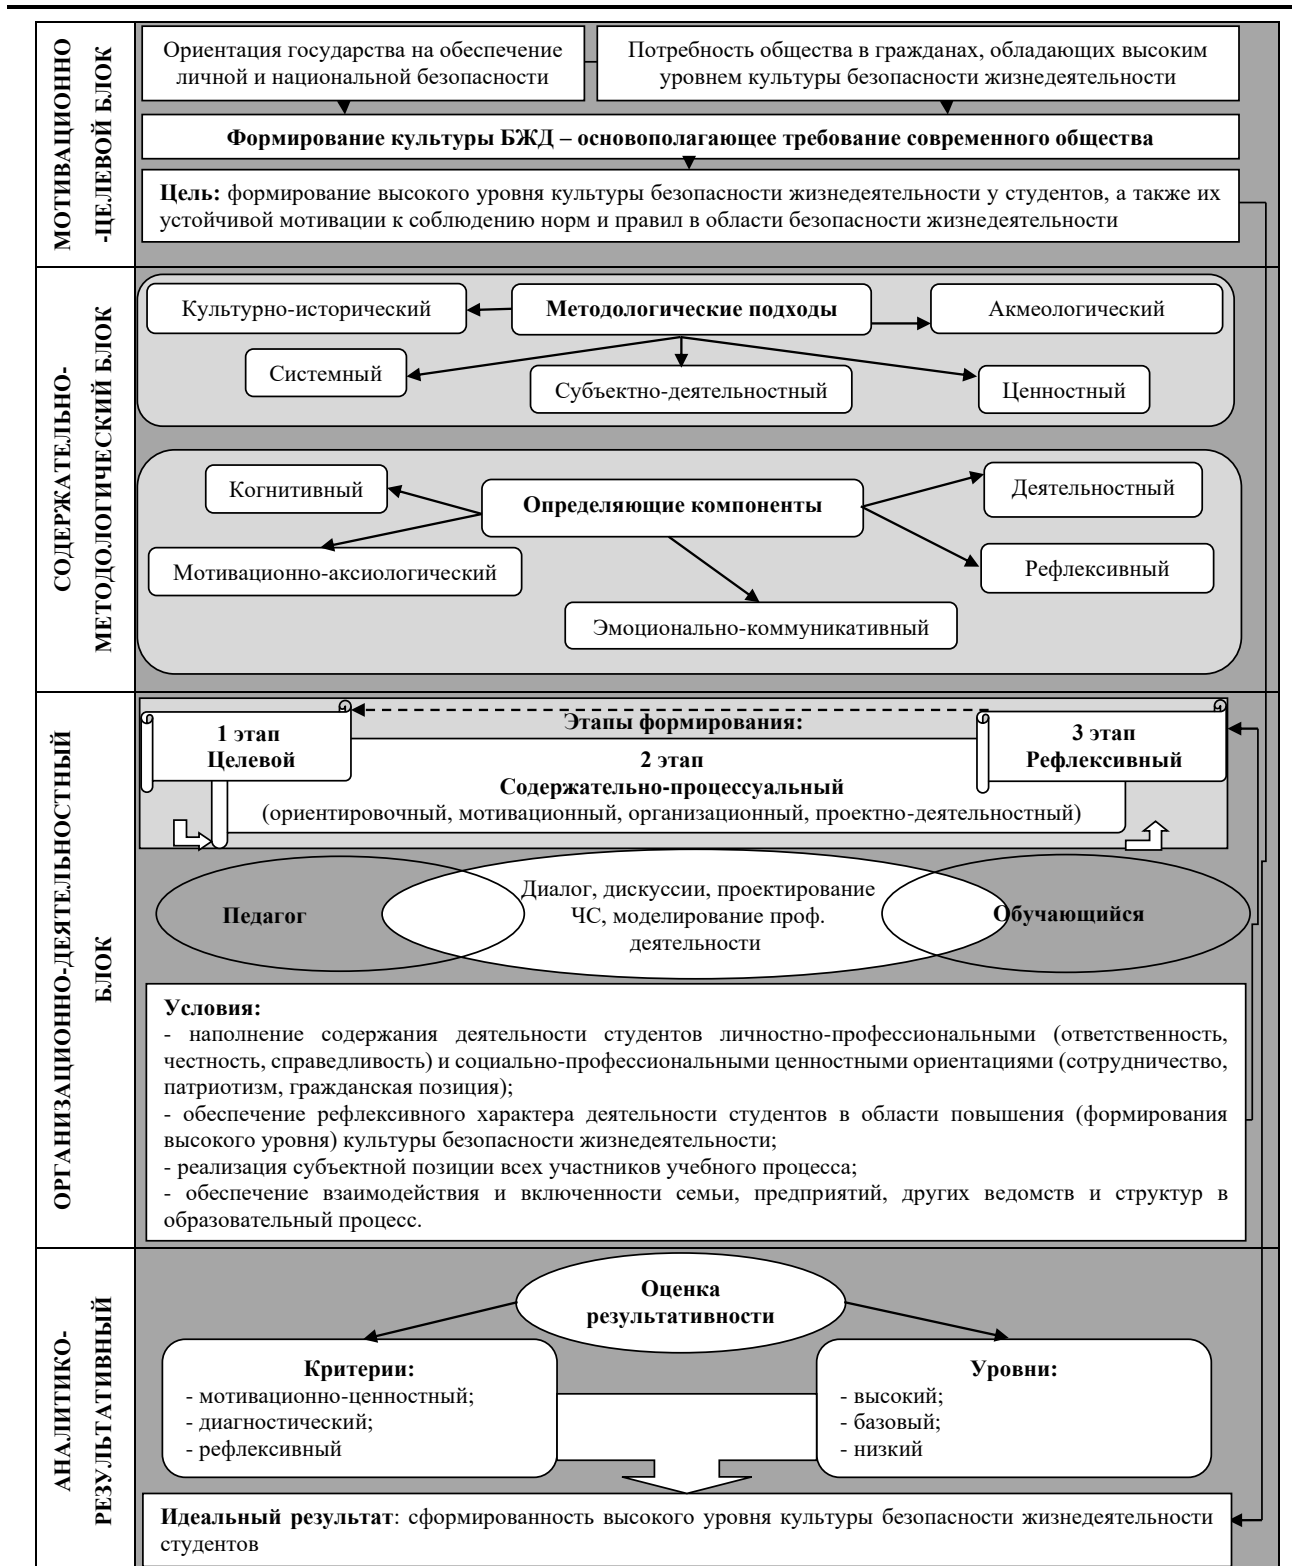 МОТИВАЦИОННО
-ЦЕЛЕВОЙ БЛОК
Ориентация государства на обеспечение
личной и национальной безопасности
Потребность общества в гражданах, обладающих высоким
уровнем культуры безопасности жизнедеятельности
Формирование культуры БЖД – основополагающее требование современного общества
Цель: формирование высокого уровня культуры безопасности жизнедеятельности у студентов, а также их
устойчивой мотивации к соблюдению норм и правил в области безопасности жизнедеятельности
СОДЕРЖАТЕЛЬНО-
МЕТОДОЛОГИЧЕСКИЙ БЛОК
Культурно-исторический
Методологические подходы
Акмеологический
Системный
Субъектно-деятельностный
Ценностный
Когнитивный
Определяющие компоненты
Деятельностный
Мотивационно-аксиологический
Рефлексивный
Эмоционально-коммуникативный
ОРГАНИЗАЦИОННО-ДЕЯТЕЛЬНОСТНЫЙ
БЛОК
Этапы формирования:
1 этап
Целевой
2 этап
Содержательно-процессуальный
(ориентировочный, мотивационный, организационный, проектно-деятельностный)
3 этап
Рефлексивный
Педагог
Диалог, дискуссии, проектирование
ЧС, моделирование проф.
деятельности
Обучающийся
Условия:
- наполнение содержания деятельности студентов личностно-профессиональными (ответственность,
честность, справедливость) и социально-профессиональными ценностными ориентациями (сотрудничество,
патриотизм, гражданская позиция);
- обеспечение рефлексивного характера деятельности студентов в области повышения (формирования
высокого уровня) культуры безопасности жизнедеятельности;
- реализация субъектной позиции всех участников учебного процесса;
- обеспечение взаимодействия и включенности семьи, предприятий, других ведомств и структур в
образовательный процесс.
АНАЛИТИКО-
РЕЗУЛЬТАТИВНЫЙ
Оценка
результативности
Критерии:
- мотивационно-ценностный;
- диагностический;
- рефлексивный
Уровни:
- высокий;
- базовый;
- низкий
Идеальный результат: сформированность высокого уровня культуры безопасности жизнедеятельности
студентов